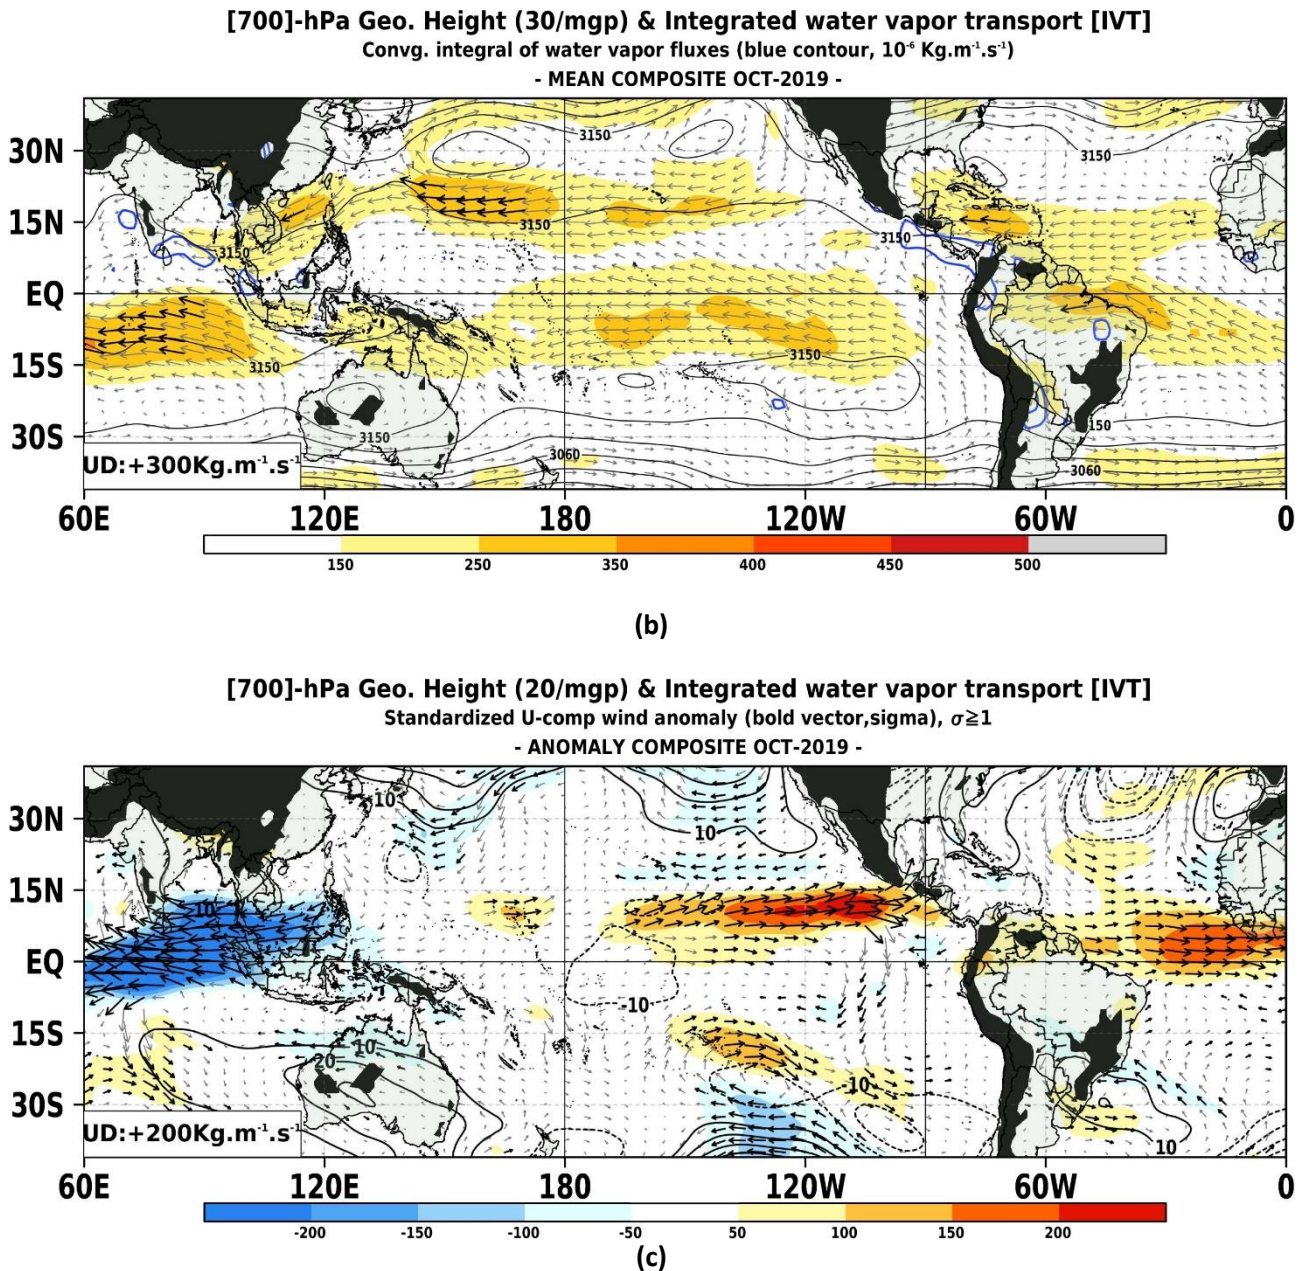 [700]-hPa Geo. Height (30/mgp) & Integrated water vapor transport [IVT]
Convg. integral of water vapor fluxes (blue contour, 10⁻⁶ Kg.m⁻¹.s⁻¹)
- MEAN COMPOSITE OCT-2019 -
30N
15N
EQ
15S
30S
3150
3150
3150
3150
3150
3150
3150
3150
150
3060
3060
UD:+300Kg.m⁻¹.s⁻¹
60E 120E 180 120W 60W 0
150 250 350 400 450 500
(b)
[700]-hPa Geo. Height (20/mgp) & Integrated water vapor transport [IVT]
Standardized U-comp wind anomaly (bold vector,sigma), σ≧1
- ANOMALY COMPOSITE OCT-2019 -
30N
15N
EQ
15S
30S
10
10
10
-10
10
20
-10
10
UD:+200Kg.m⁻¹.s⁻¹
60E 120E 180 120W 60W 0
-200 -150 -100 -50 50 100 150 200
(c)